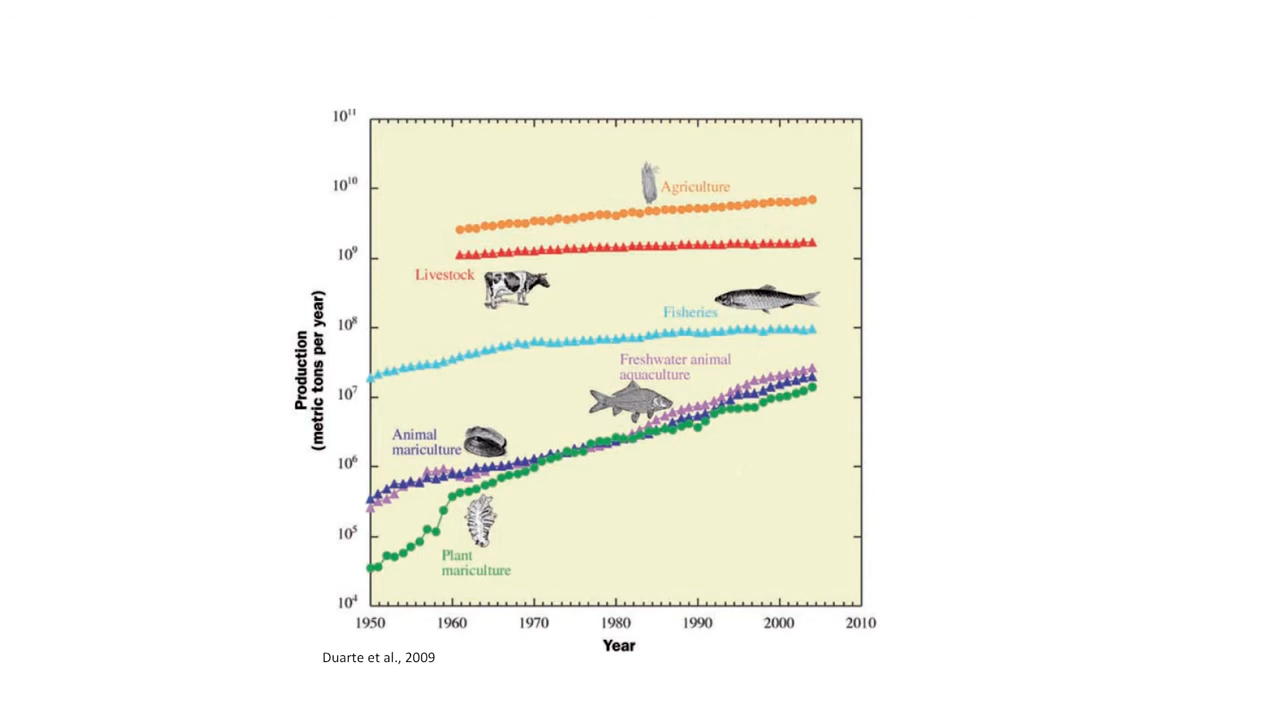 10¹¹
10¹⁰
10⁹
10⁸
10⁷
10⁶
10⁵
10⁴
Production
(metric tons per year)
Agriculture
Livestock
Fisheries
Freshwater animal
aquaculture
Animal
mariculture
Plant
mariculture
1950 1960 1970 1980 1990 2000 2010
Year
Duarte et al., 2009